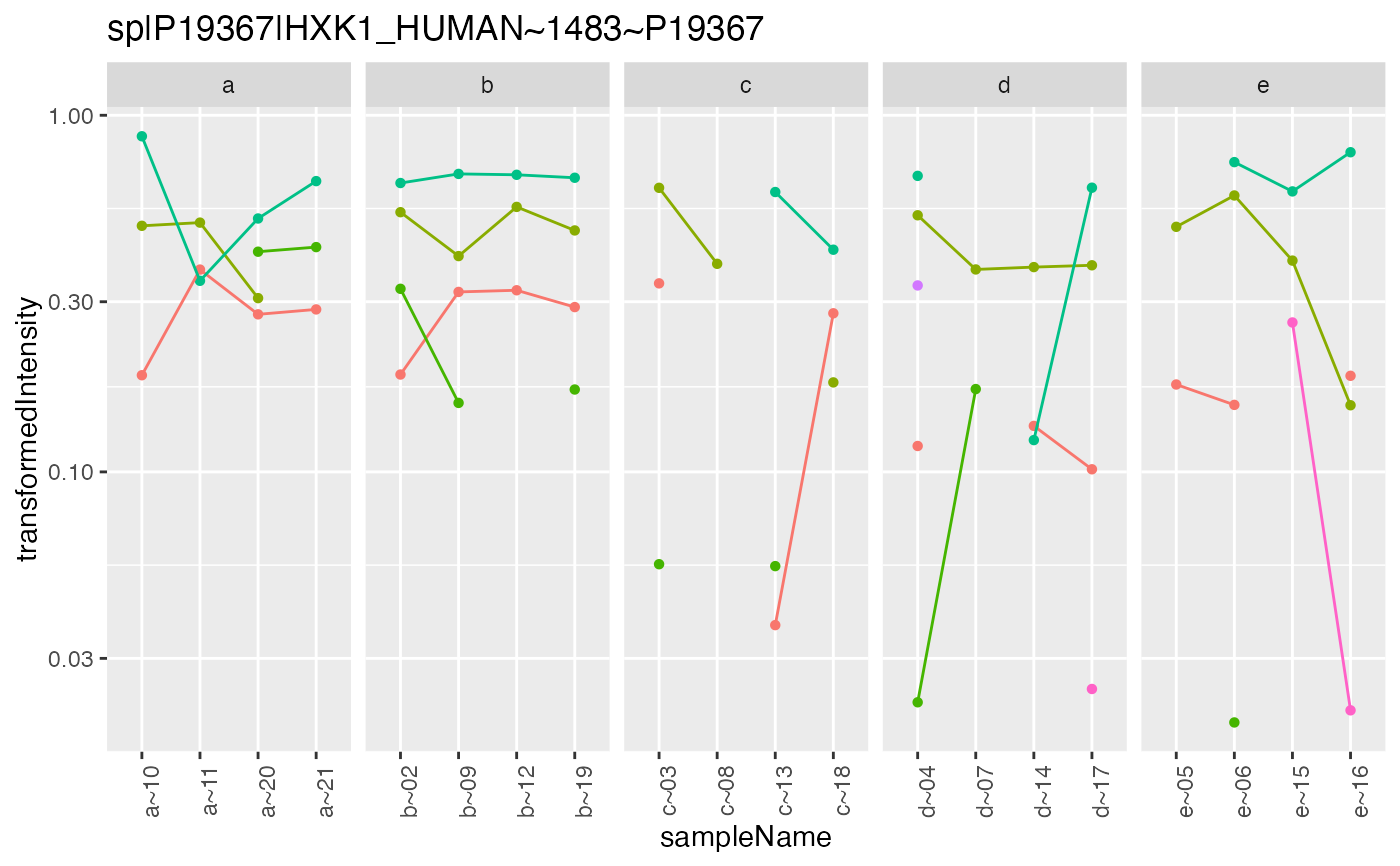 sp|P19367|HXK1_HUMAN~1483~P19367
a b c d e
1.00
0.30
0.10
0.03
transformedIntensity
a~10 a~11 a~20 a~21 b~02 b~09 b~12 b~19 c~03 c~08 c~13 c~18 d~04 d~07 d~14 d~17 e~05 e~06 e~15 e~16
sampleName